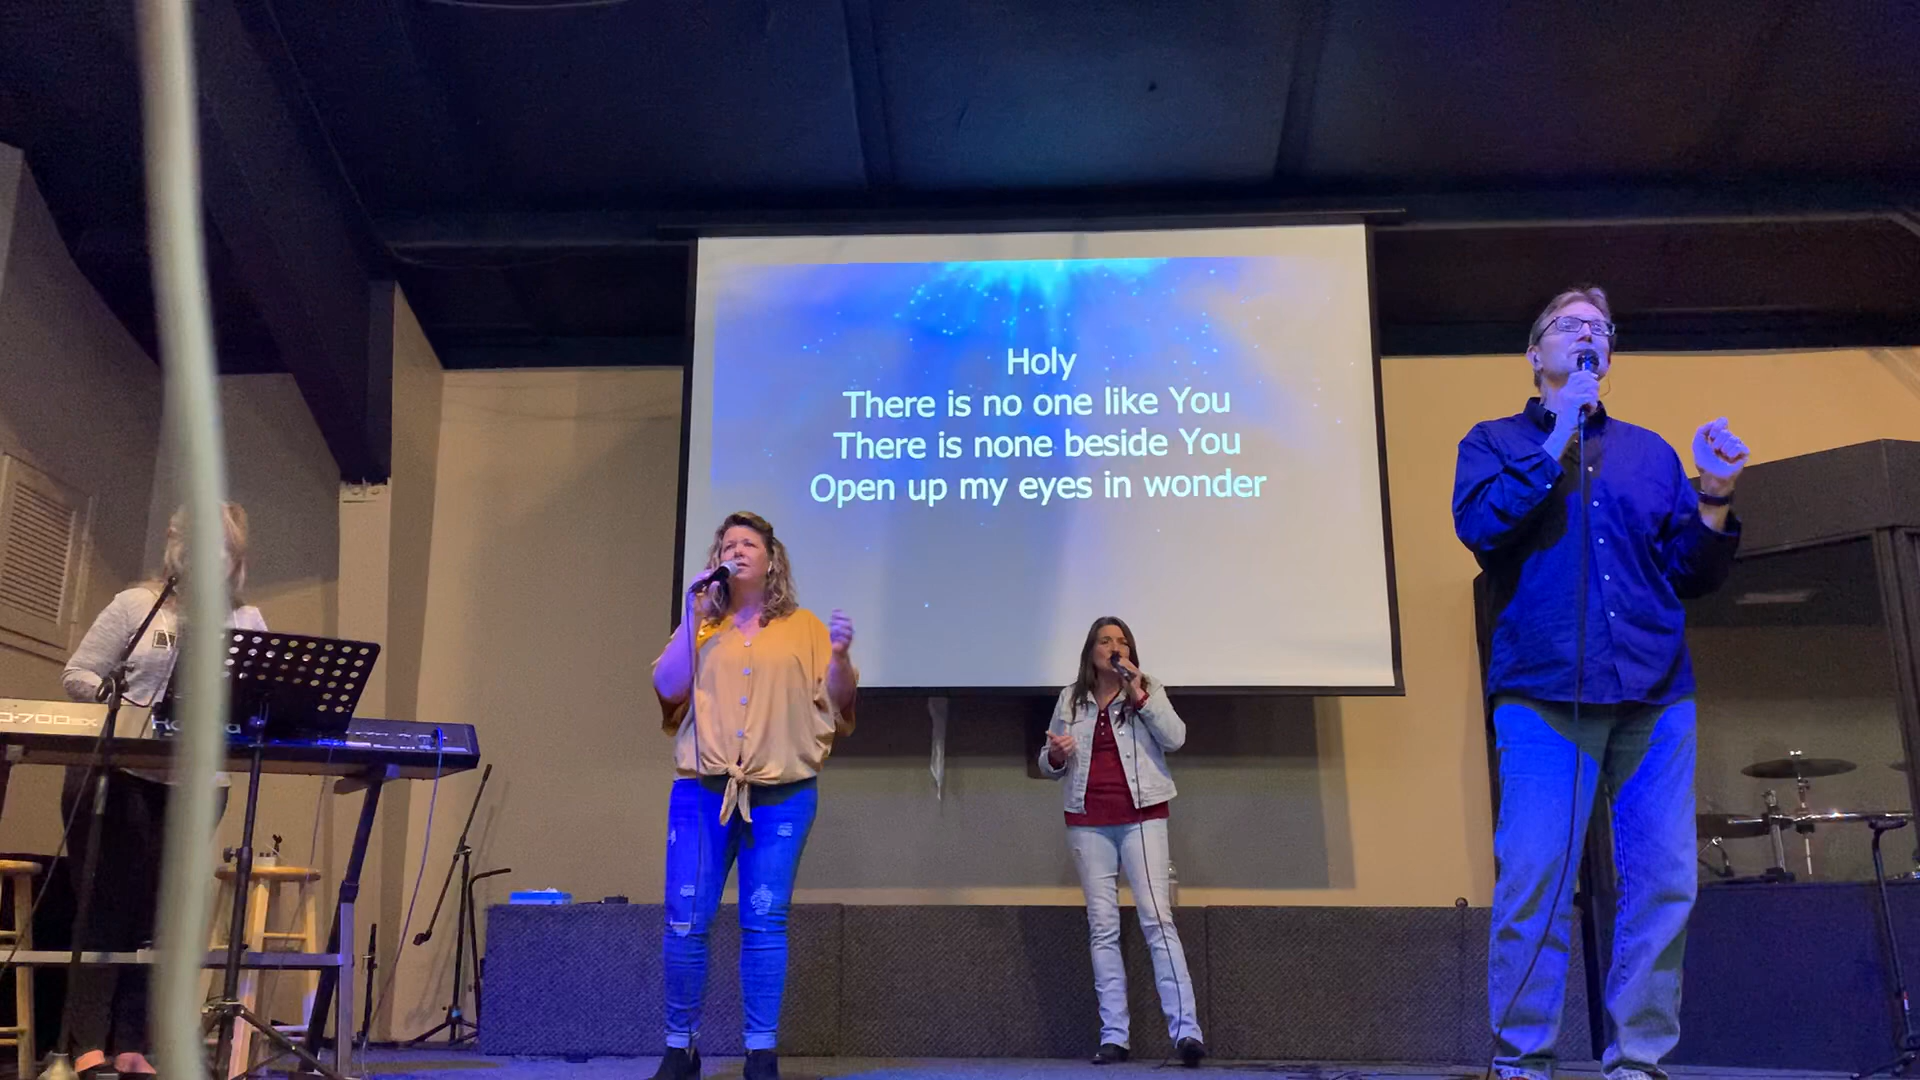 Holy
There is no one like You
There is none beside You
Open up my eyes in wonder